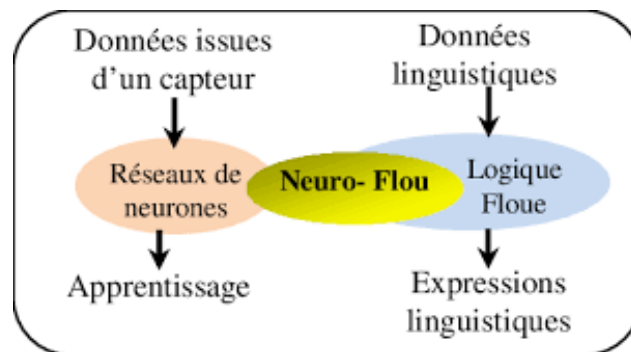 Données issues
d'un capteur
Données
linguistiques
Réseaux de
neurones
Neuro- Flou
Logique
Floue
Apprentissage
Expressions
linguistiques